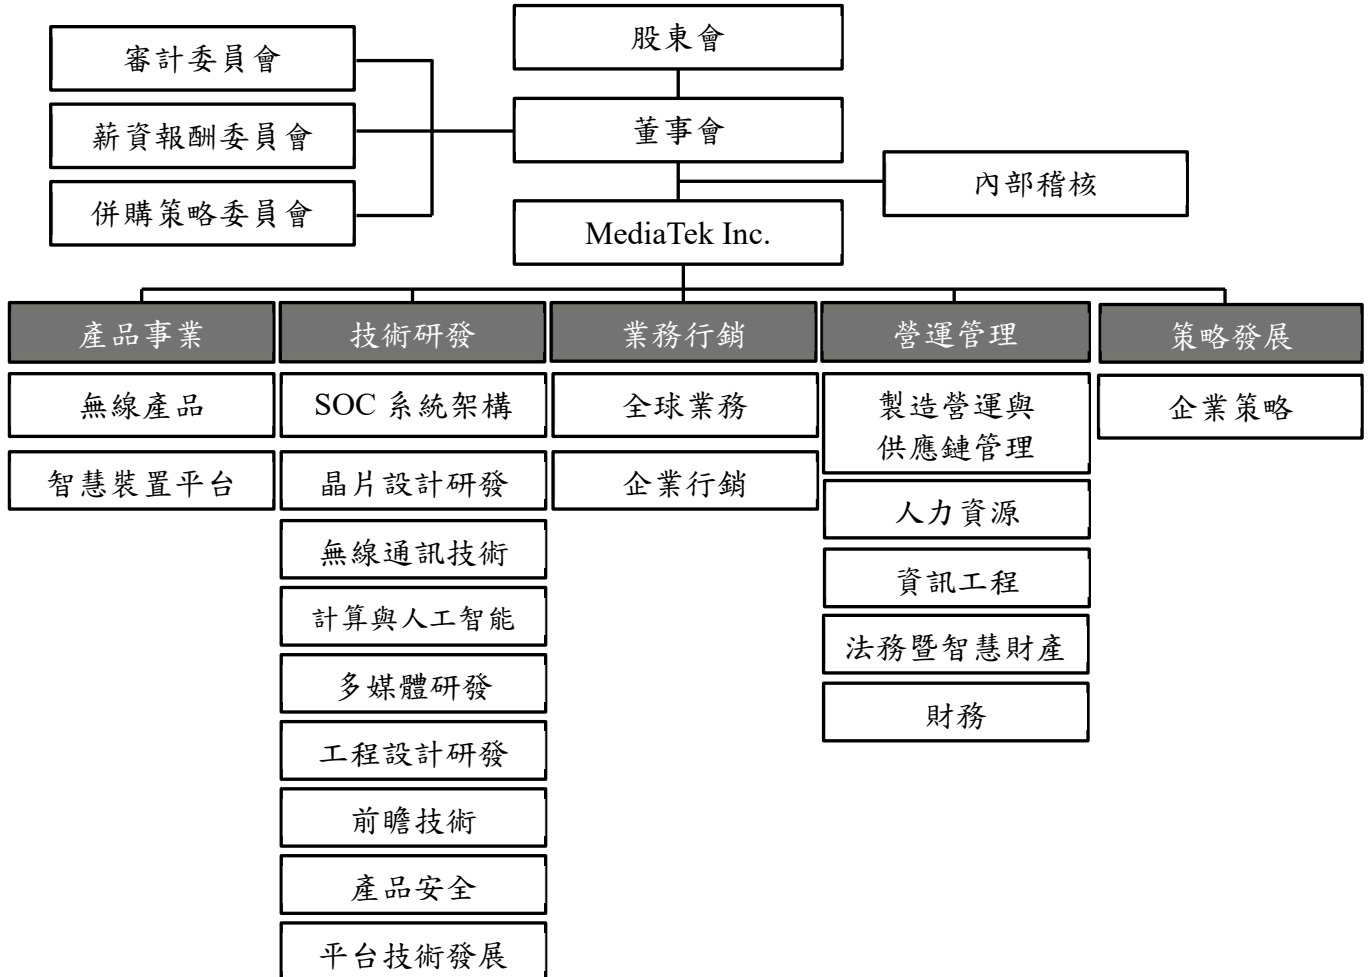 股東會
審計委員會
董事會
薪資報酬委員會
內部稽核
併購策略委員會
MediaTek Inc.
產品事業
技術研發
業務行銷
營運管理
策略發展
無線產品
智慧裝置平台
SOC 系統架構
晶片設計研發
無線通訊技術
計算與人工智能
多媒體研發
工程設計研發
前瞻技術
產品安全
平台技術發展
全球業務
企業行銷
製造營運與
供應鏈管理
人力資源
資訊工程
法務暨智慧財產
財務
企業策略